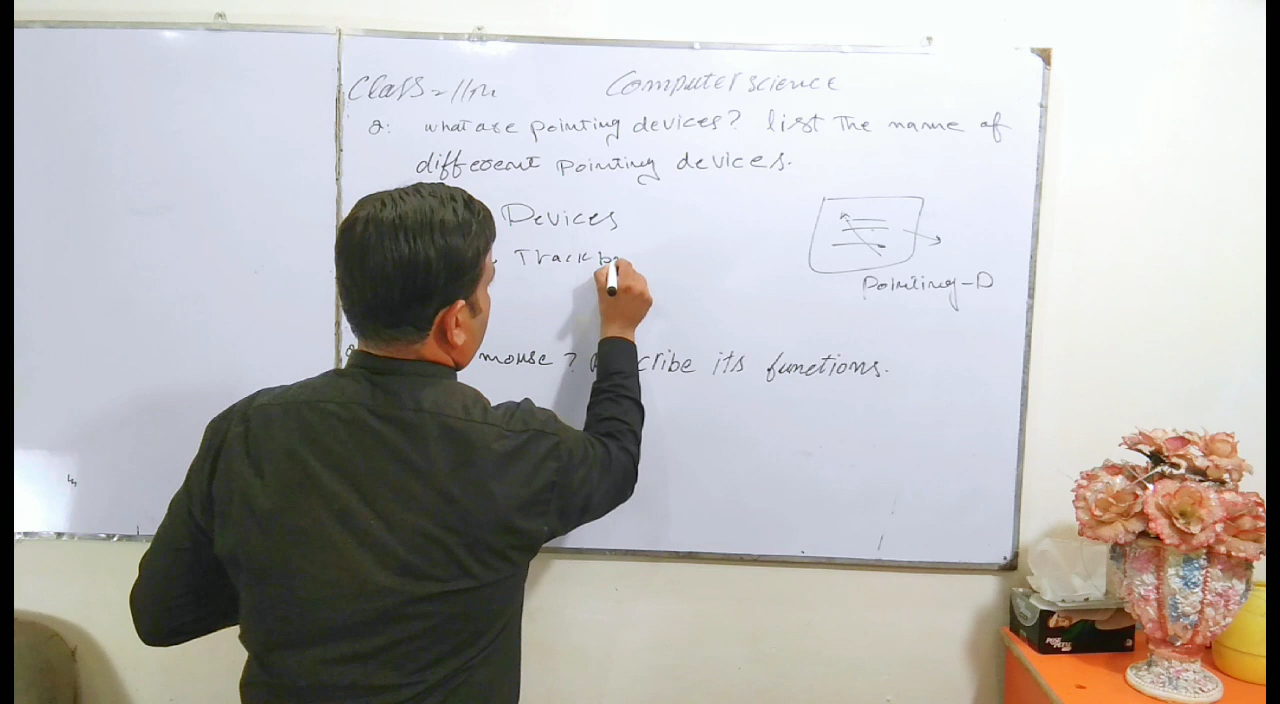 Class = 11th Computer science
Q: what are pointing devices? list the name of
different pointing devices.
Devices
Track b
Pointing-D
mouse? cribe its functions.